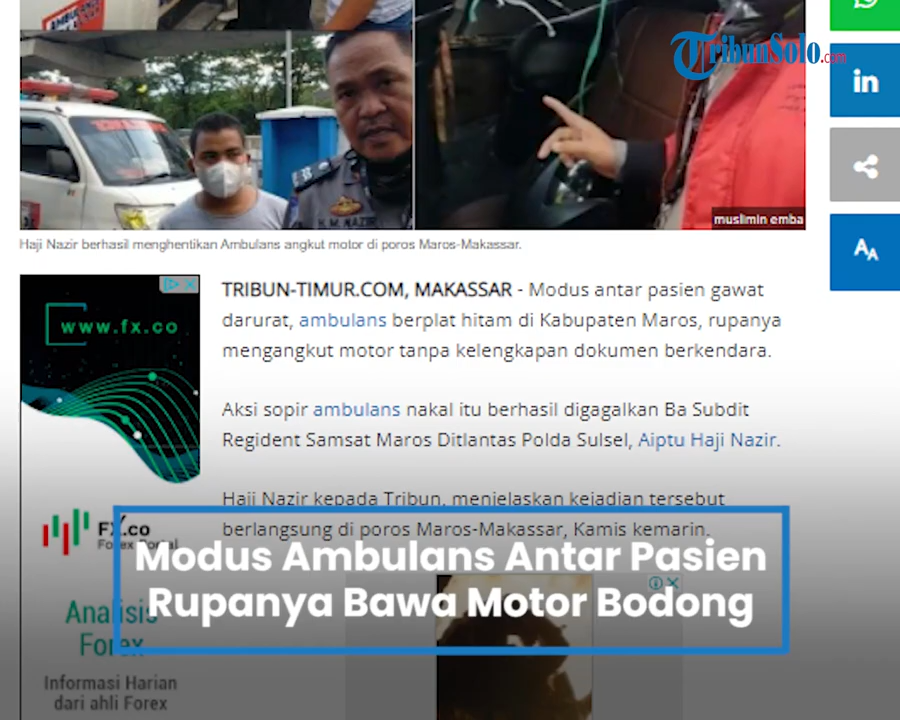 AMBULANCE
TribunSolo.com
H.M. NAZIR
muslimin emba
Haji Nazir berhasil menghentikan Ambulans angkut motor di poros Maros-Makassar.
in
AA
www.fx.co
TRIBUN-TIMUR.COM, MAKASSAR - Modus antar pasien gawat
darurat, ambulans berplat hitam di Kabupaten Maros, rupanya
mengangkut motor tanpa kelengkapan dokumen berkendara.
Aksi sopir ambulans nakal itu berhasil digagalkan Ba Subdit
Regident Samsat Maros Ditlantas Polda Sulsel, Aiptu Haji Nazir.
Haji Nazir kepada Tribun, menjelaskan kejadian tersebut
berlangsung di poros Maros-Makassar, Kamis kemarin.
FX.co
Forex Portal
Modus Ambulans Antar Pasien
Rupanya Bawa Motor Bodong
Analisis
Forex
Informasi Harian
dari ahli Forex